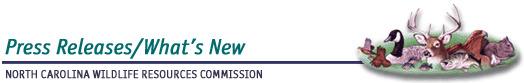 Press Releases/What's New
NORTH CAROLINA WILDLIFE RESOURCES COMMISSION